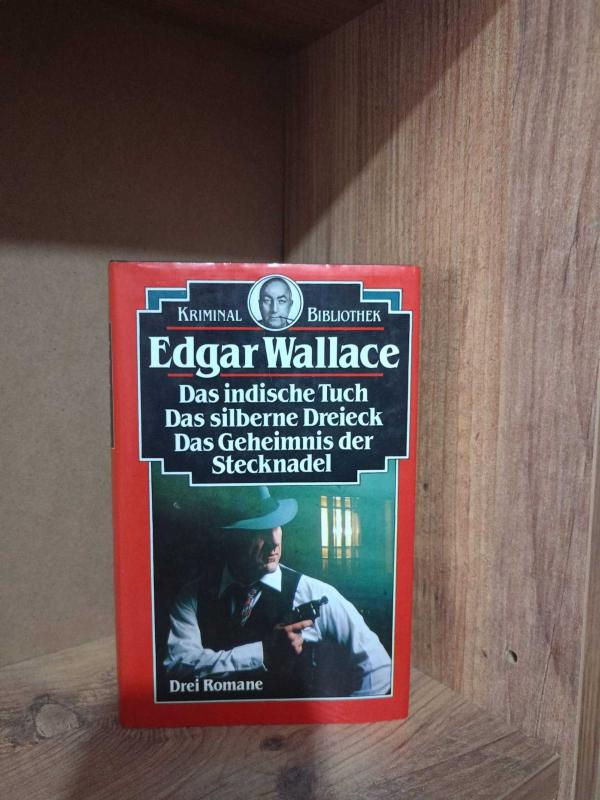 KRIMINAL BIBLIOTHEK
Edgar Wallace
Das indische Tuch
Das silberne Dreieck
Das Geheimnis der
Stecknadel
Drei Romane